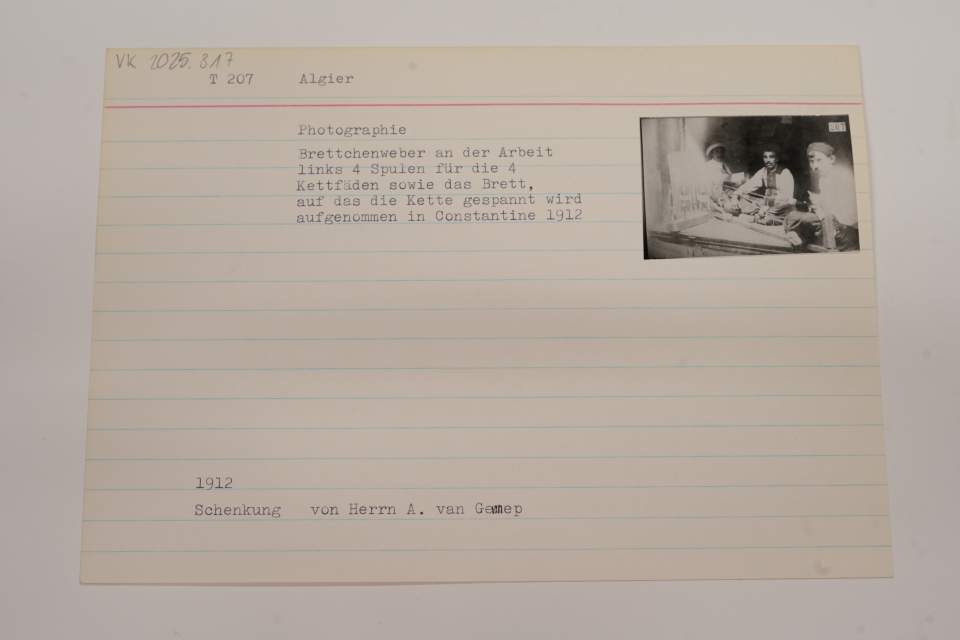 VK 2025.317
T 207 Algier
Photographie
Brettchenweber an der Arbeit
links 4 Spulen für die 4
Kettfäden sowie das Brett,
auf das die Kette gespannt wird
aufgenommen in Constantine 1912
1912
Schenkung von Herrn A. van Gennep